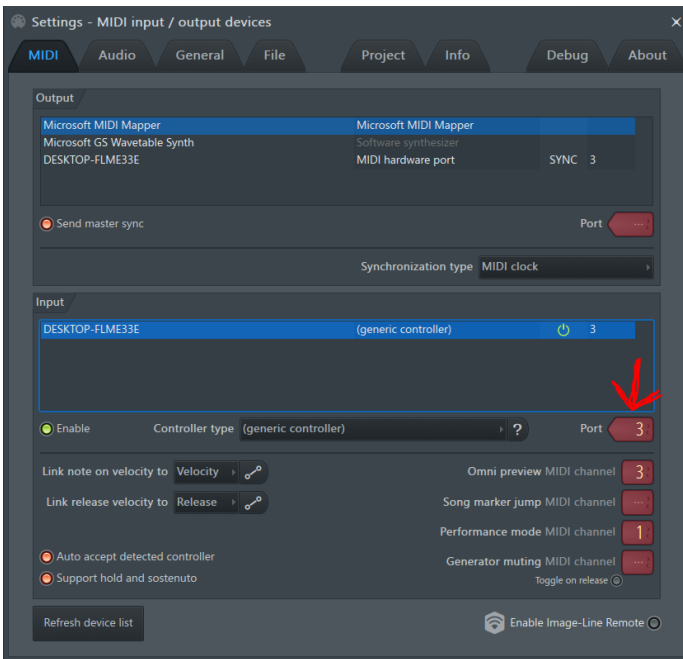 Settings - MIDI input / output devices
MIDI Audio General File Project Info Debug About
Output
Microsoft MIDI Mapper Microsoft MIDI Mapper
Microsoft GS Wavetable Synth Software synthesizer
DESKTOP-FLME33E MIDI hardware port SYNC 3
Send master sync Port ...
Synchronization type MIDI clock
Input
DESKTOP-FLME33E (generic controller) 3
Enable Controller type (generic controller) ? Port 3
Link note on velocity to Velocity Omni preview MIDI channel 3
Link release velocity to Release Song marker jump MIDI channel ...
Performance mode MIDI channel 1
Auto accept detected controller Generator muting MIDI channel ...
Support hold and sostenuto Toggle on release
Refresh device list Enable Image-Line Remote